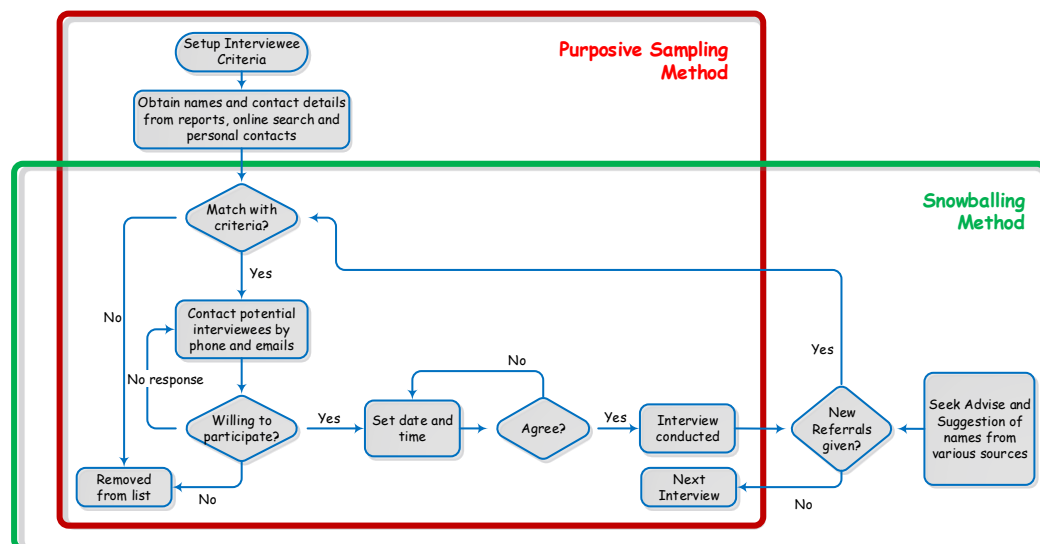 Setup Interviewee
Criteria
Purposive Sampling
Method
Obtain names and contact details
from reports, online search and
personal contacts
Snowballing
Method
Match with
criteria?
Yes
No
Contact potential
interviewees by
phone and emails
No response
Yes
No
Willing to
participate?
Yes
Set date and
time
Agree?
Yes
Interview
conducted
New
Referrals
given?
Seek Advise and
Suggestion of
names from
various sources
Removed
from list
No
Next
Interview
No